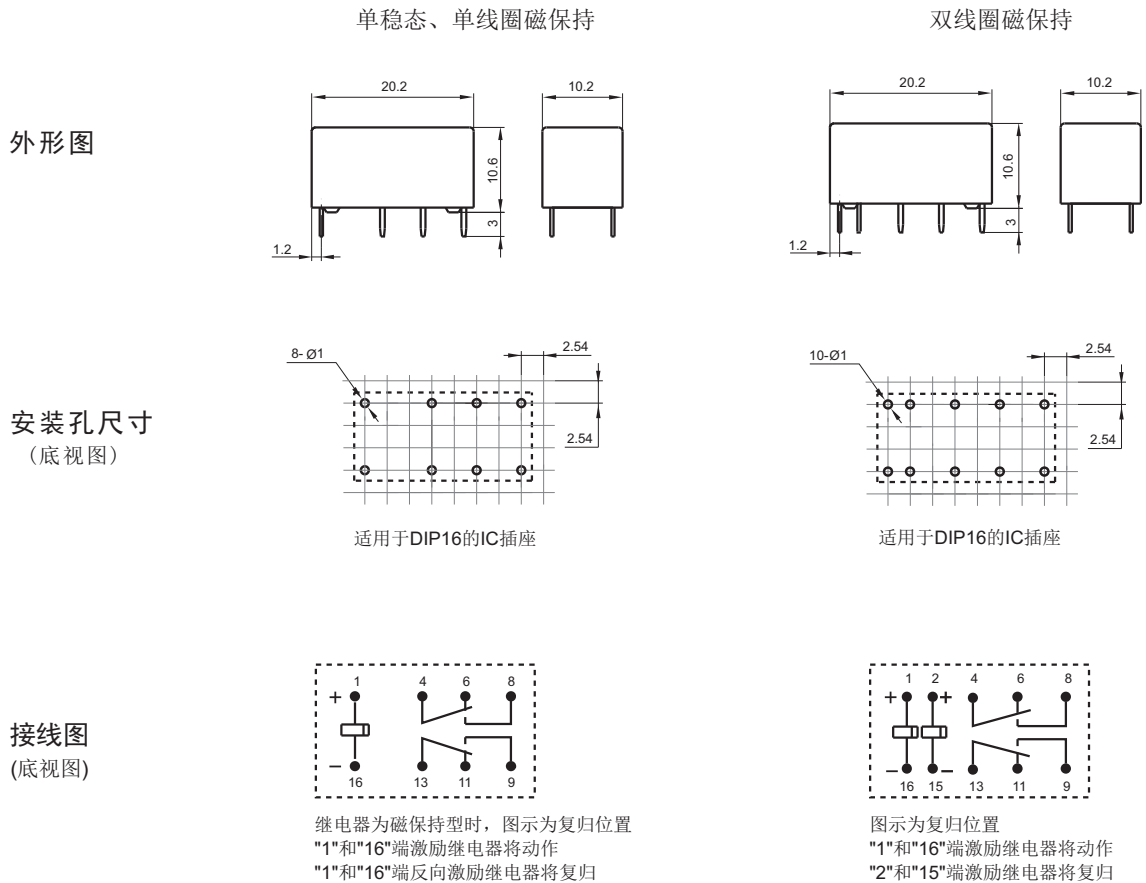 单稳态、单线圈磁保持
双线圈磁保持
外形图
20.2
10.2
10.6
3
1.2
20.2
10.2
10.6
3
1.2
安装孔尺寸
(底视图)
8- Ø1
2.54
2.54
适用于DIP16的IC插座
10-Ø1
2.54
2.54
适用于DIP16的IC插座
接线图
(底视图)
1 4 6 8
+
−
16 13 11 9
继电器为磁保持型时，图示为复归位置
"1"和"16"端激励继电器将动作
"1"和"16"端反向激励继电器将复归
1 2 4 6 8
+ +
− −
16 15 13 11 9
图示为复归位置
"1"和"16"端激励继电器将动作
"2"和"15"端激励继电器将复归